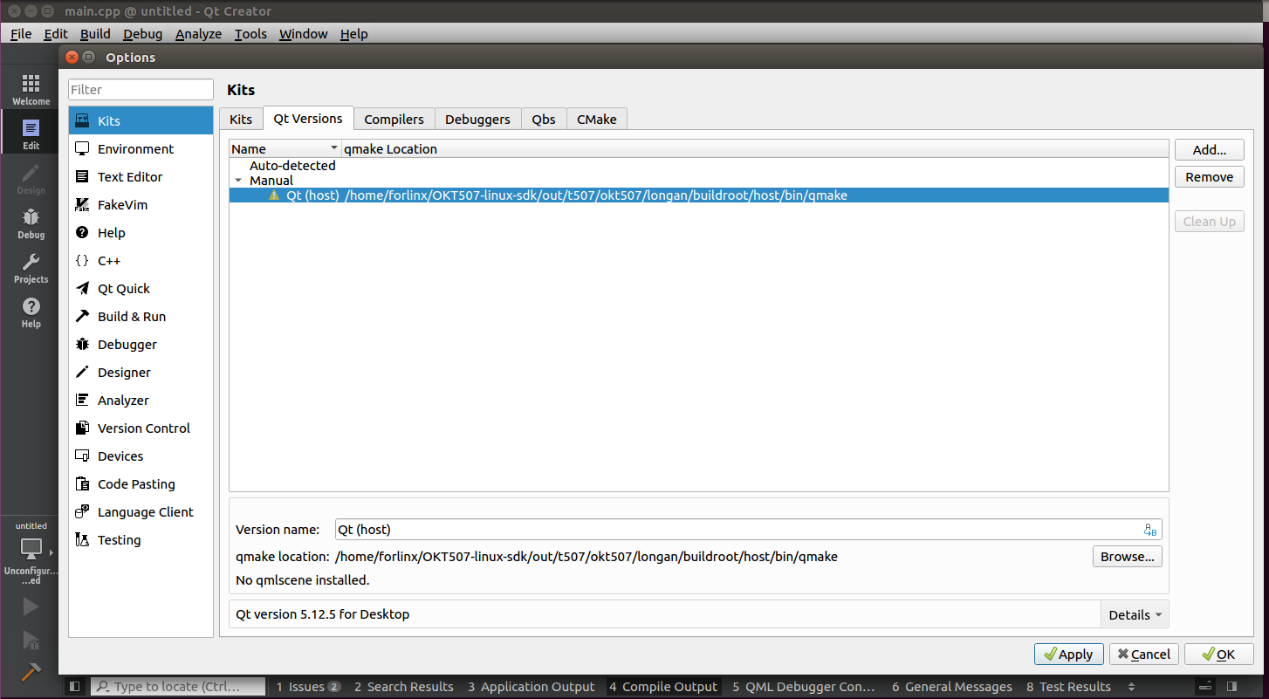 main.cpp @ untitled - Qt Creator
File Edit Build Debug Analyze Tools Window Help
Options
Welcome
Edit
Design
Debug
Projects
Help
untitled
Unconfigur...
...ed
Filter
Kits
Environment
Text Editor
FakeVim
Help
{} C++
Qt Quick
Build & Run
Debugger
Designer
Analyzer
Version Control
Devices
Code Pasting
Language Client
Testing
Kits
Kits Qt Versions Compilers Debuggers Qbs CMake
Name qmake Location
Auto-detected
Manual
Qt (host) /home/forlinx/OKT507-linux-sdk/out/t507/okt507/longan/buildroot/host/bin/qmake
Add...
Remove
Clean Up
Version name: Qt (host)
qmake location: /home/forlinx/OKT507-linux-sdk/out/t507/okt507/longan/buildroot/host/bin/qmake Browse...
No qmlscene installed.
Qt version 5.12.5 for Desktop Details
Apply Cancel OK
Type to locate (Ctrl... 1 Issues 2 2 Search Results 3 Application Output 4 Compile Output 5 QML Debugger Con... 6 General Messages 8 Test Results